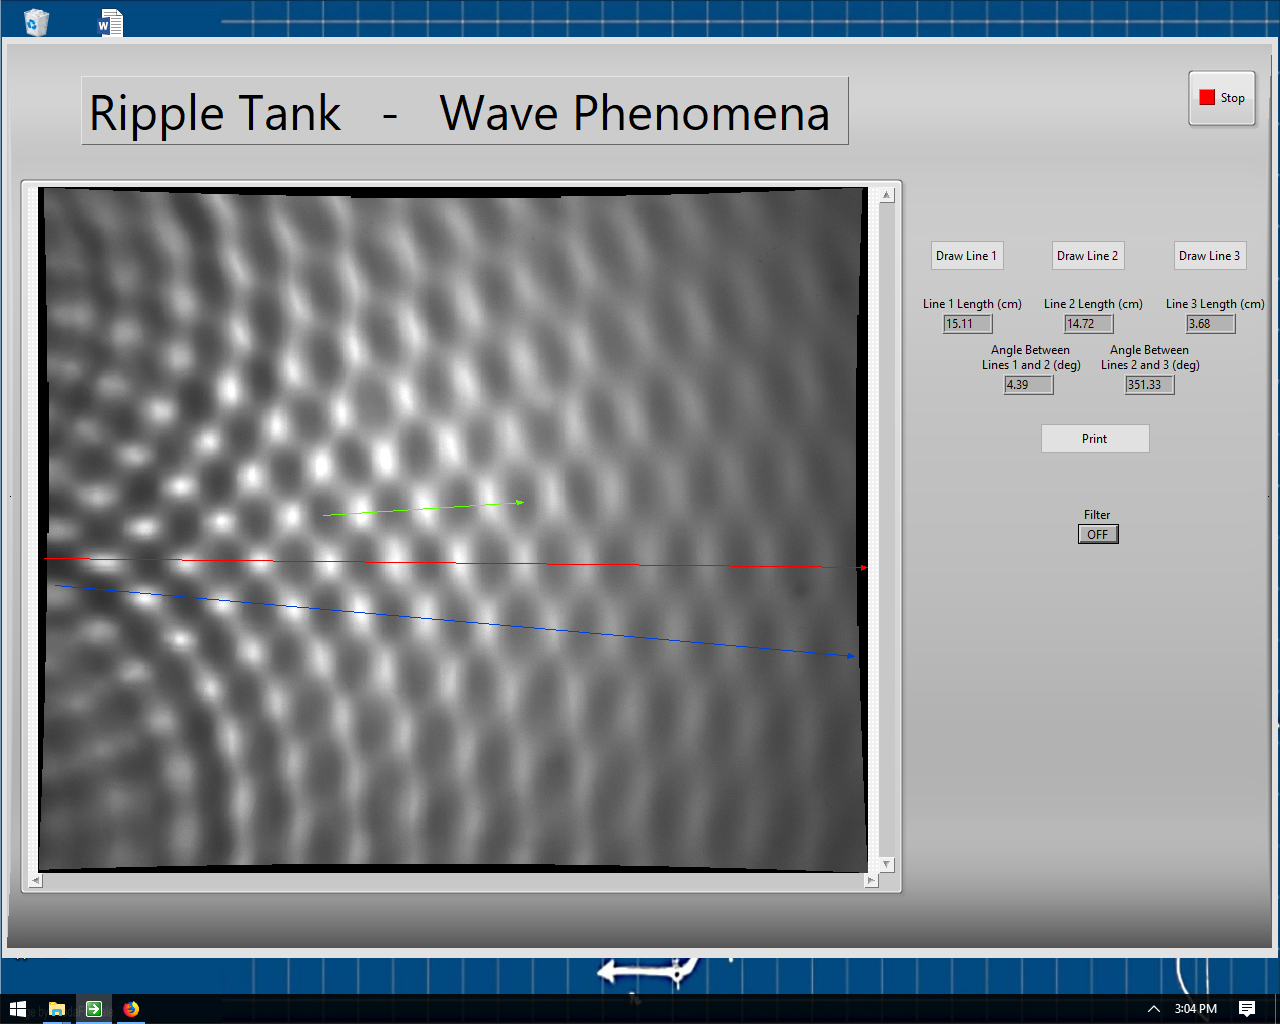 W
Ripple Tank - Wave Phenomena
Stop
Draw Line 1
Draw Line 2
Draw Line 3
Line 1 Length (cm)
Line 2 Length (cm)
Line 3 Length (cm)
15.11
14.72
3.68
Angle Between
Lines 1 and 2 (deg)
Angle Between
Lines 2 and 3 (deg)
4.39
351.33
Print
Filter
OFF
3:04 PM